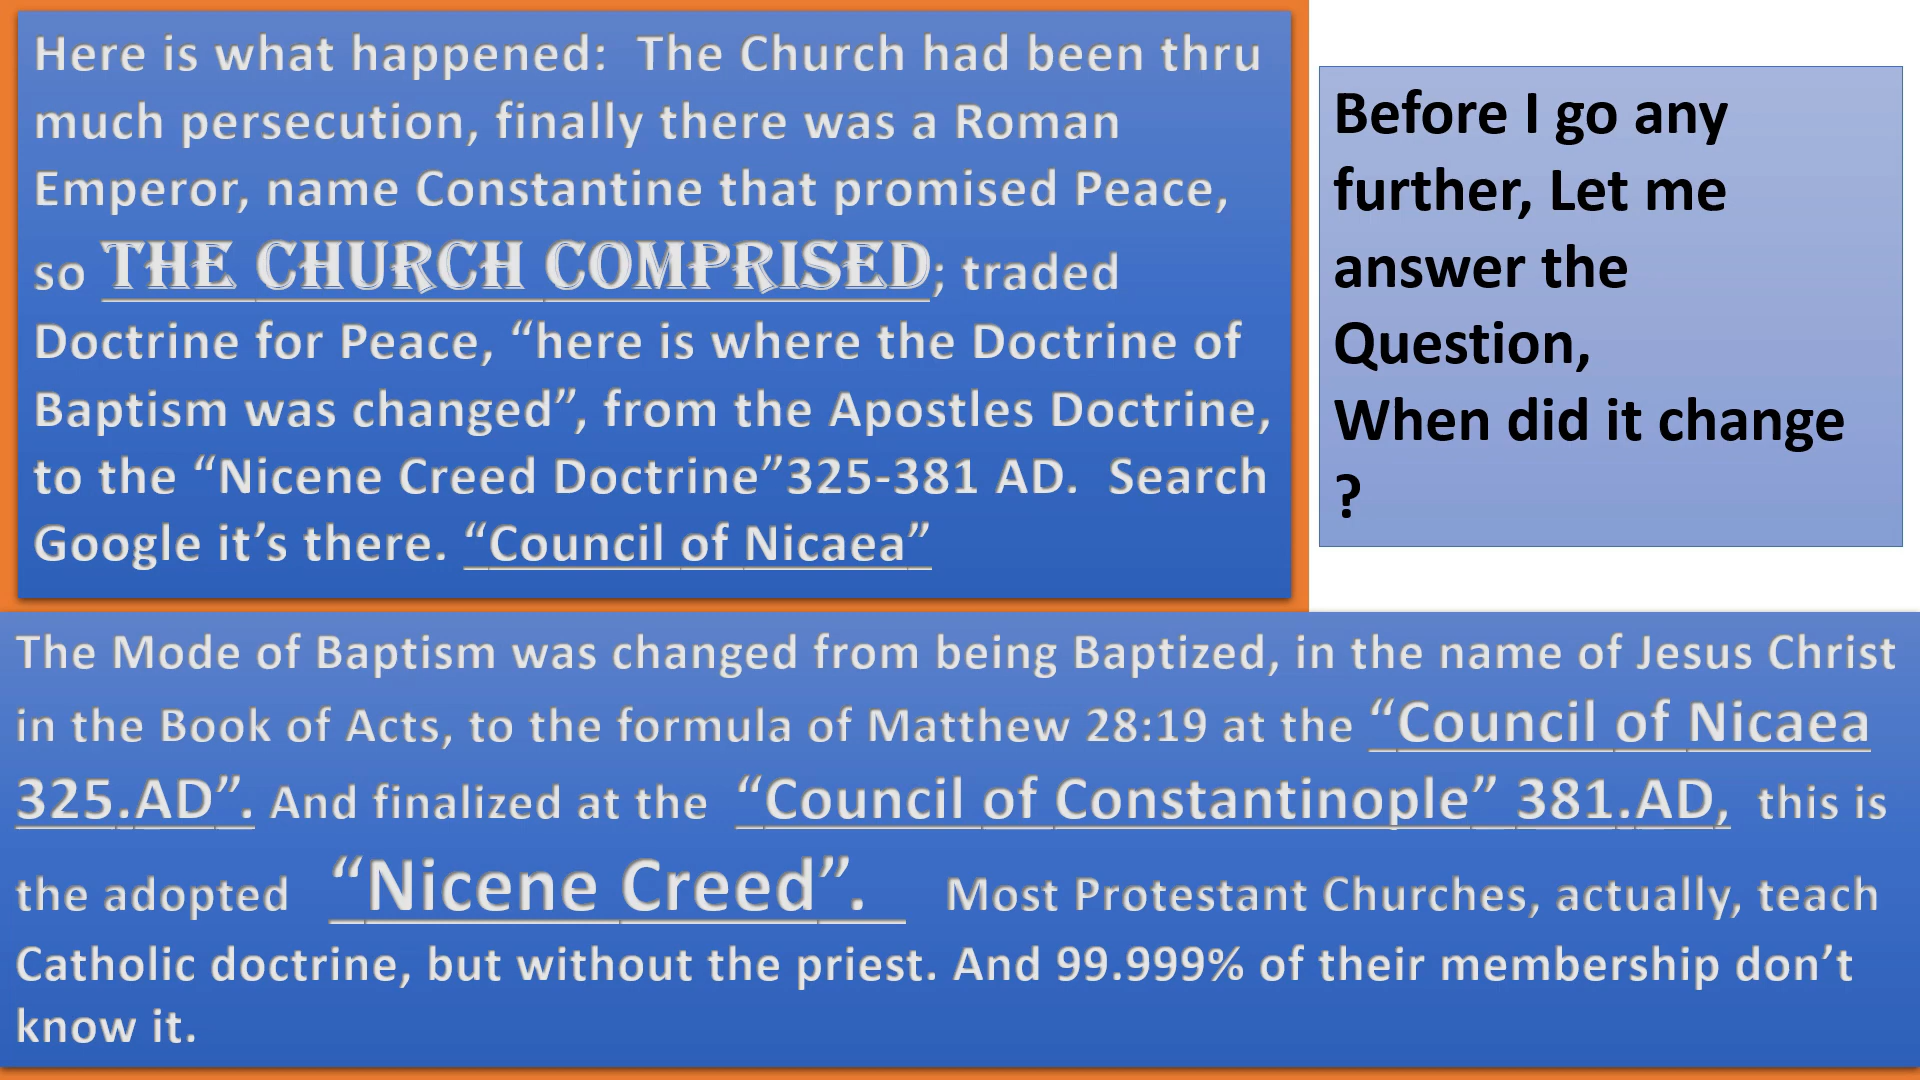 Here is what happened:  The Church had been thru
much persecution, finally there was a Roman
Emperor, name Constantine that promised Peace,
so THE CHURCH COMPRISED; traded
Doctrine for Peace, “here is where the Doctrine of
Baptism was changed”, from the Apostles Doctrine,
to the “Nicene Creed Doctrine”325-381 AD.  Search
Google it’s there. “Council of Nicaea”
Before I go any
further, Let me
answer the
Question,
When did it change
?
The Mode of Baptism was changed from being Baptized, in the name of Jesus Christ
in the Book of Acts, to the formula of Matthew 28:19 at the “Council of Nicaea
325.AD”. And finalized at the  “Council of Constantinople” 381.AD,  this is
the adopted  “Nicene Creed”.  Most Protestant Churches, actually, teach
Catholic doctrine, but without the priest. And 99.999% of their membership don’t
know it.